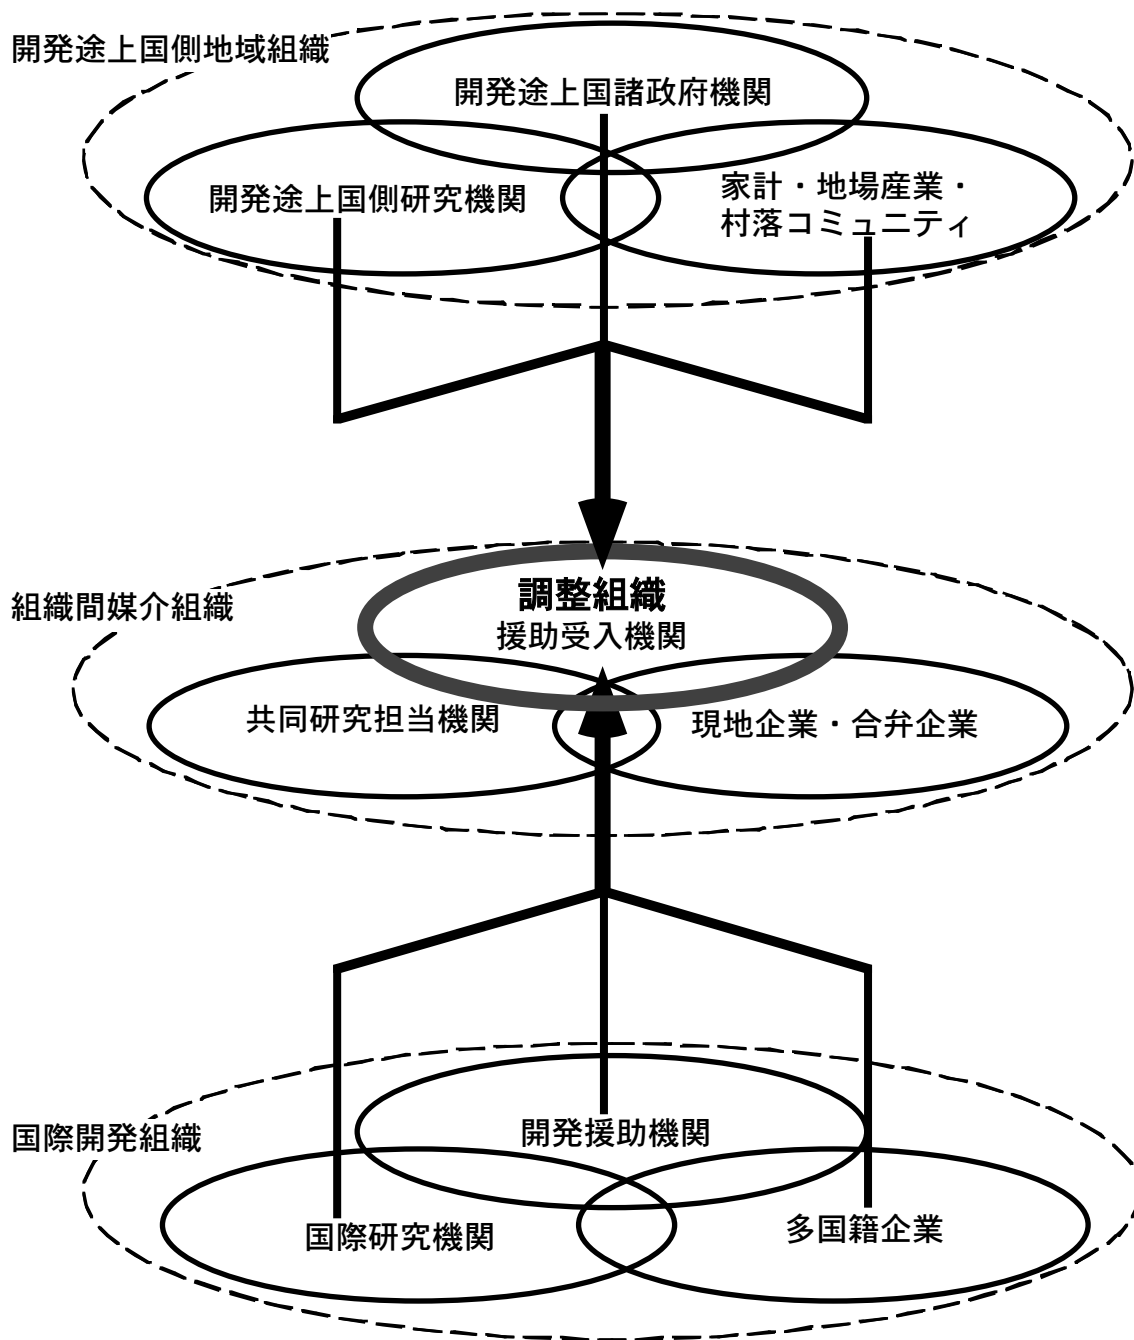 開発途上国側地域組織
開発途上国諸政府機関
開発途上国側研究機関
家計・地場産業・
村落コミュニティ
調整組織
組織間媒介組織
援助受入機関
共同研究担当機関
現地企業・合弁企業
開発援助機関
国際開発組織
国際研究機関
多国籍企業